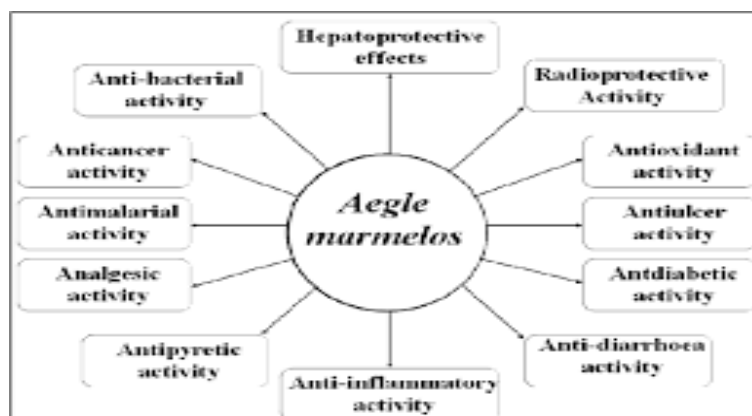 Hepatoprotective
effects
Anti-bacterial
activity
Radioprotective
Activity
Anticancer
activity
Antioxidant
activity
Aegle
marmelos
Antimalarial
activity
Antiulcer
activity
Analgesic
activity
Antdiabetic
activity
Antipyretic
activity
Anti-diarrhoea
activity
Anti-inflammatory
activity